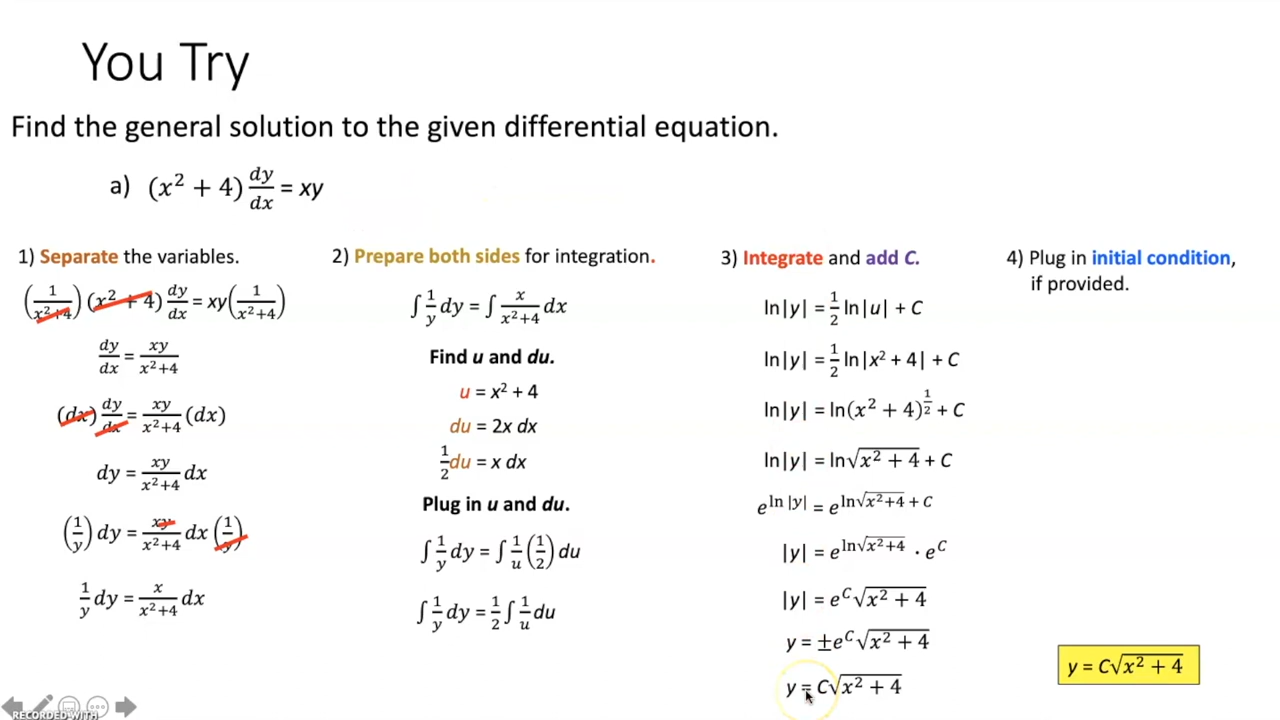 You Try
Find the general solution to the given differential equation.
a) (x² + 4) dy/dx = xy
1) Separate the variables.
(1/(x²+4)) (x² + 4) dy/dx = xy (1/(x²+4))
dy/dx = xy/(x²+4)
(dx) dy/dx = xy/(x²+4) (dx)
dy = xy/(x²+4) dx
(1/y) dy = xy/(x²+4) dx (1/y)
1/y dy = x/(x²+4) dx
2) Prepare both sides for integration.
∫ 1/y dy = ∫ x/(x²+4) dx
Find u and du.
u = x² + 4
du = 2x dx
1/2 du = x dx
Plug in u and du.
∫ 1/y dy = ∫ 1/u (1/2) du
∫ 1/y dy = 1/2 ∫ 1/u du
3) Integrate and add C.
ln|y| = 1/2 ln|u| + C
ln|y| = 1/2 ln|x² + 4| + C
ln|y| = ln(x² + 4)^(1/2) + C
ln|y| = ln√(x² + 4) + C
e^(ln |y|) = e^(ln√(x²+4) + C)
|y| = e^(ln√(x²+4)) · e^C
|y| = e^C √(x² + 4)
y = ±e^C √(x² + 4)
y = C√(x² + 4)
4) Plug in initial condition,
if provided.
y = C√(x² + 4)
RECORDED WITH